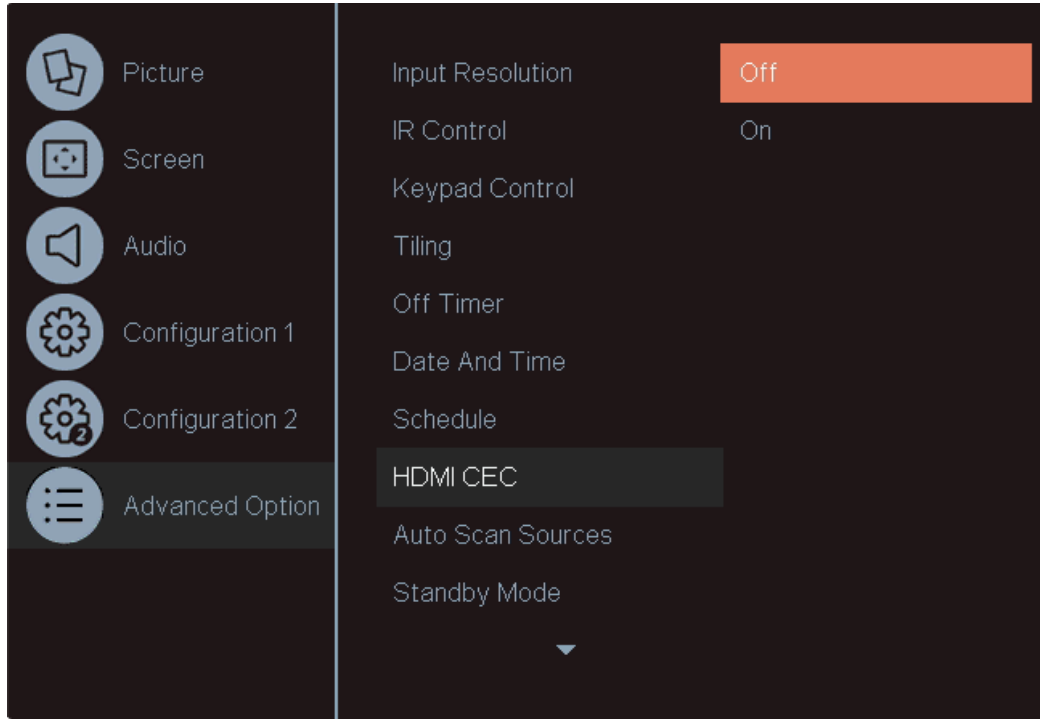 Picture
Screen
Audio
Configuration 1
Configuration 2
2
Advanced Option
Input Resolution
IR Control
Keypad Control
Tiling
Off Timer
Date And Time
Schedule
HDMI CEC
Auto Scan Sources
Standby Mode
Off
On